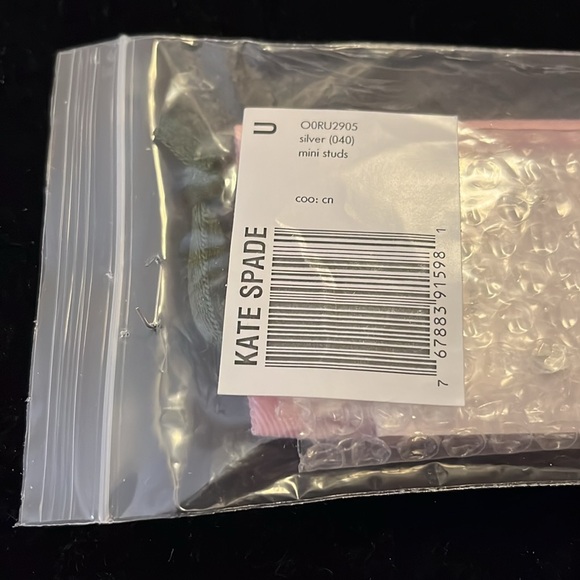 U
O0RU2905
silver (040)
mini studs
coo: cn
KATE SPADE
7 67883 91598 1